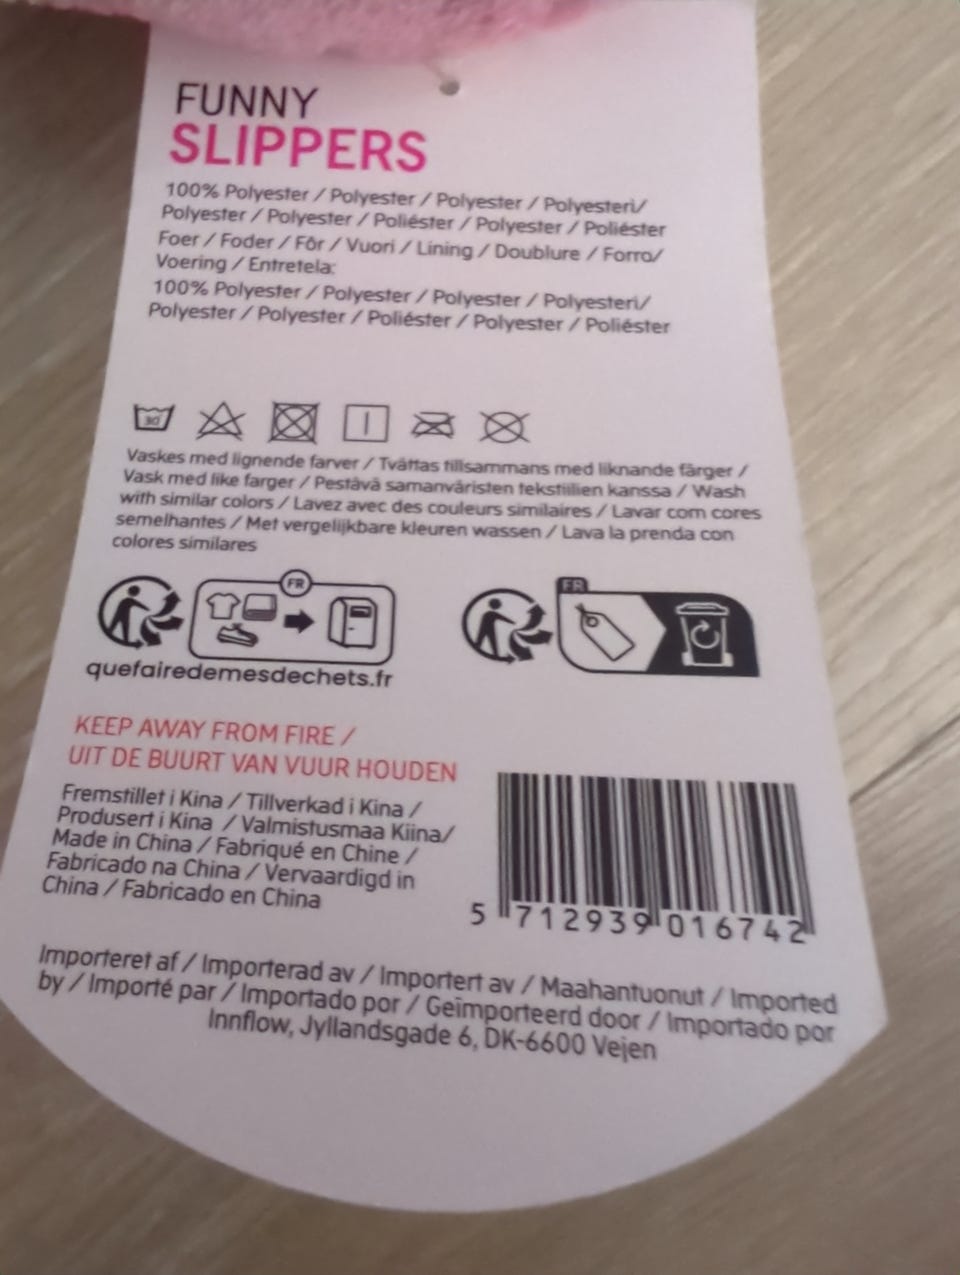 FUNNY
SLIPPERS
100% Polyester / Polyester / Polyester / Polyesteri/
Polyester / Polyester / Poliéster / Polyester / Poliéster
Foer / Foder / Fôr / Vuori / Lining / Doublure / Forro/
Voering / Entretela:
100% Polyester / Polyester / Polyester / Polyesteri/
Polyester / Polyester / Poliéster / Polyester / Poliéster
30
Vaskes med lignende farver / Tvättas tillsammans med liknande färger /
Vask med like farger / Pestävä samanväristen tekstiilien kanssa / Wash
with similar colors / Lavez avec des couleurs similaires / Lavar com cores
semelhantes / Met vergelijkbare kleuren wassen / Lava la prenda con
colores similares
FR
FR
quefairedemesdechets.fr
KEEP AWAY FROM FIRE /
UIT DE BUURT VAN VUUR HOUDEN
Fremstillet i Kina / Tillverkad i Kina /
Produsert i Kina / Valmistusmaa Kiina/
Made in China / Fabriqué en Chine /
Fabricado na China / Vervaardigd in
China / Fabricado en China
5 712939 016742
Importeret af / Importerad av / Importert av / Maahantuonut / Imported
by / Importé par / Importado por / Geïmporteerd door / Importado por
Innflow, Jyllandsgade 6, DK-6600 Vejen